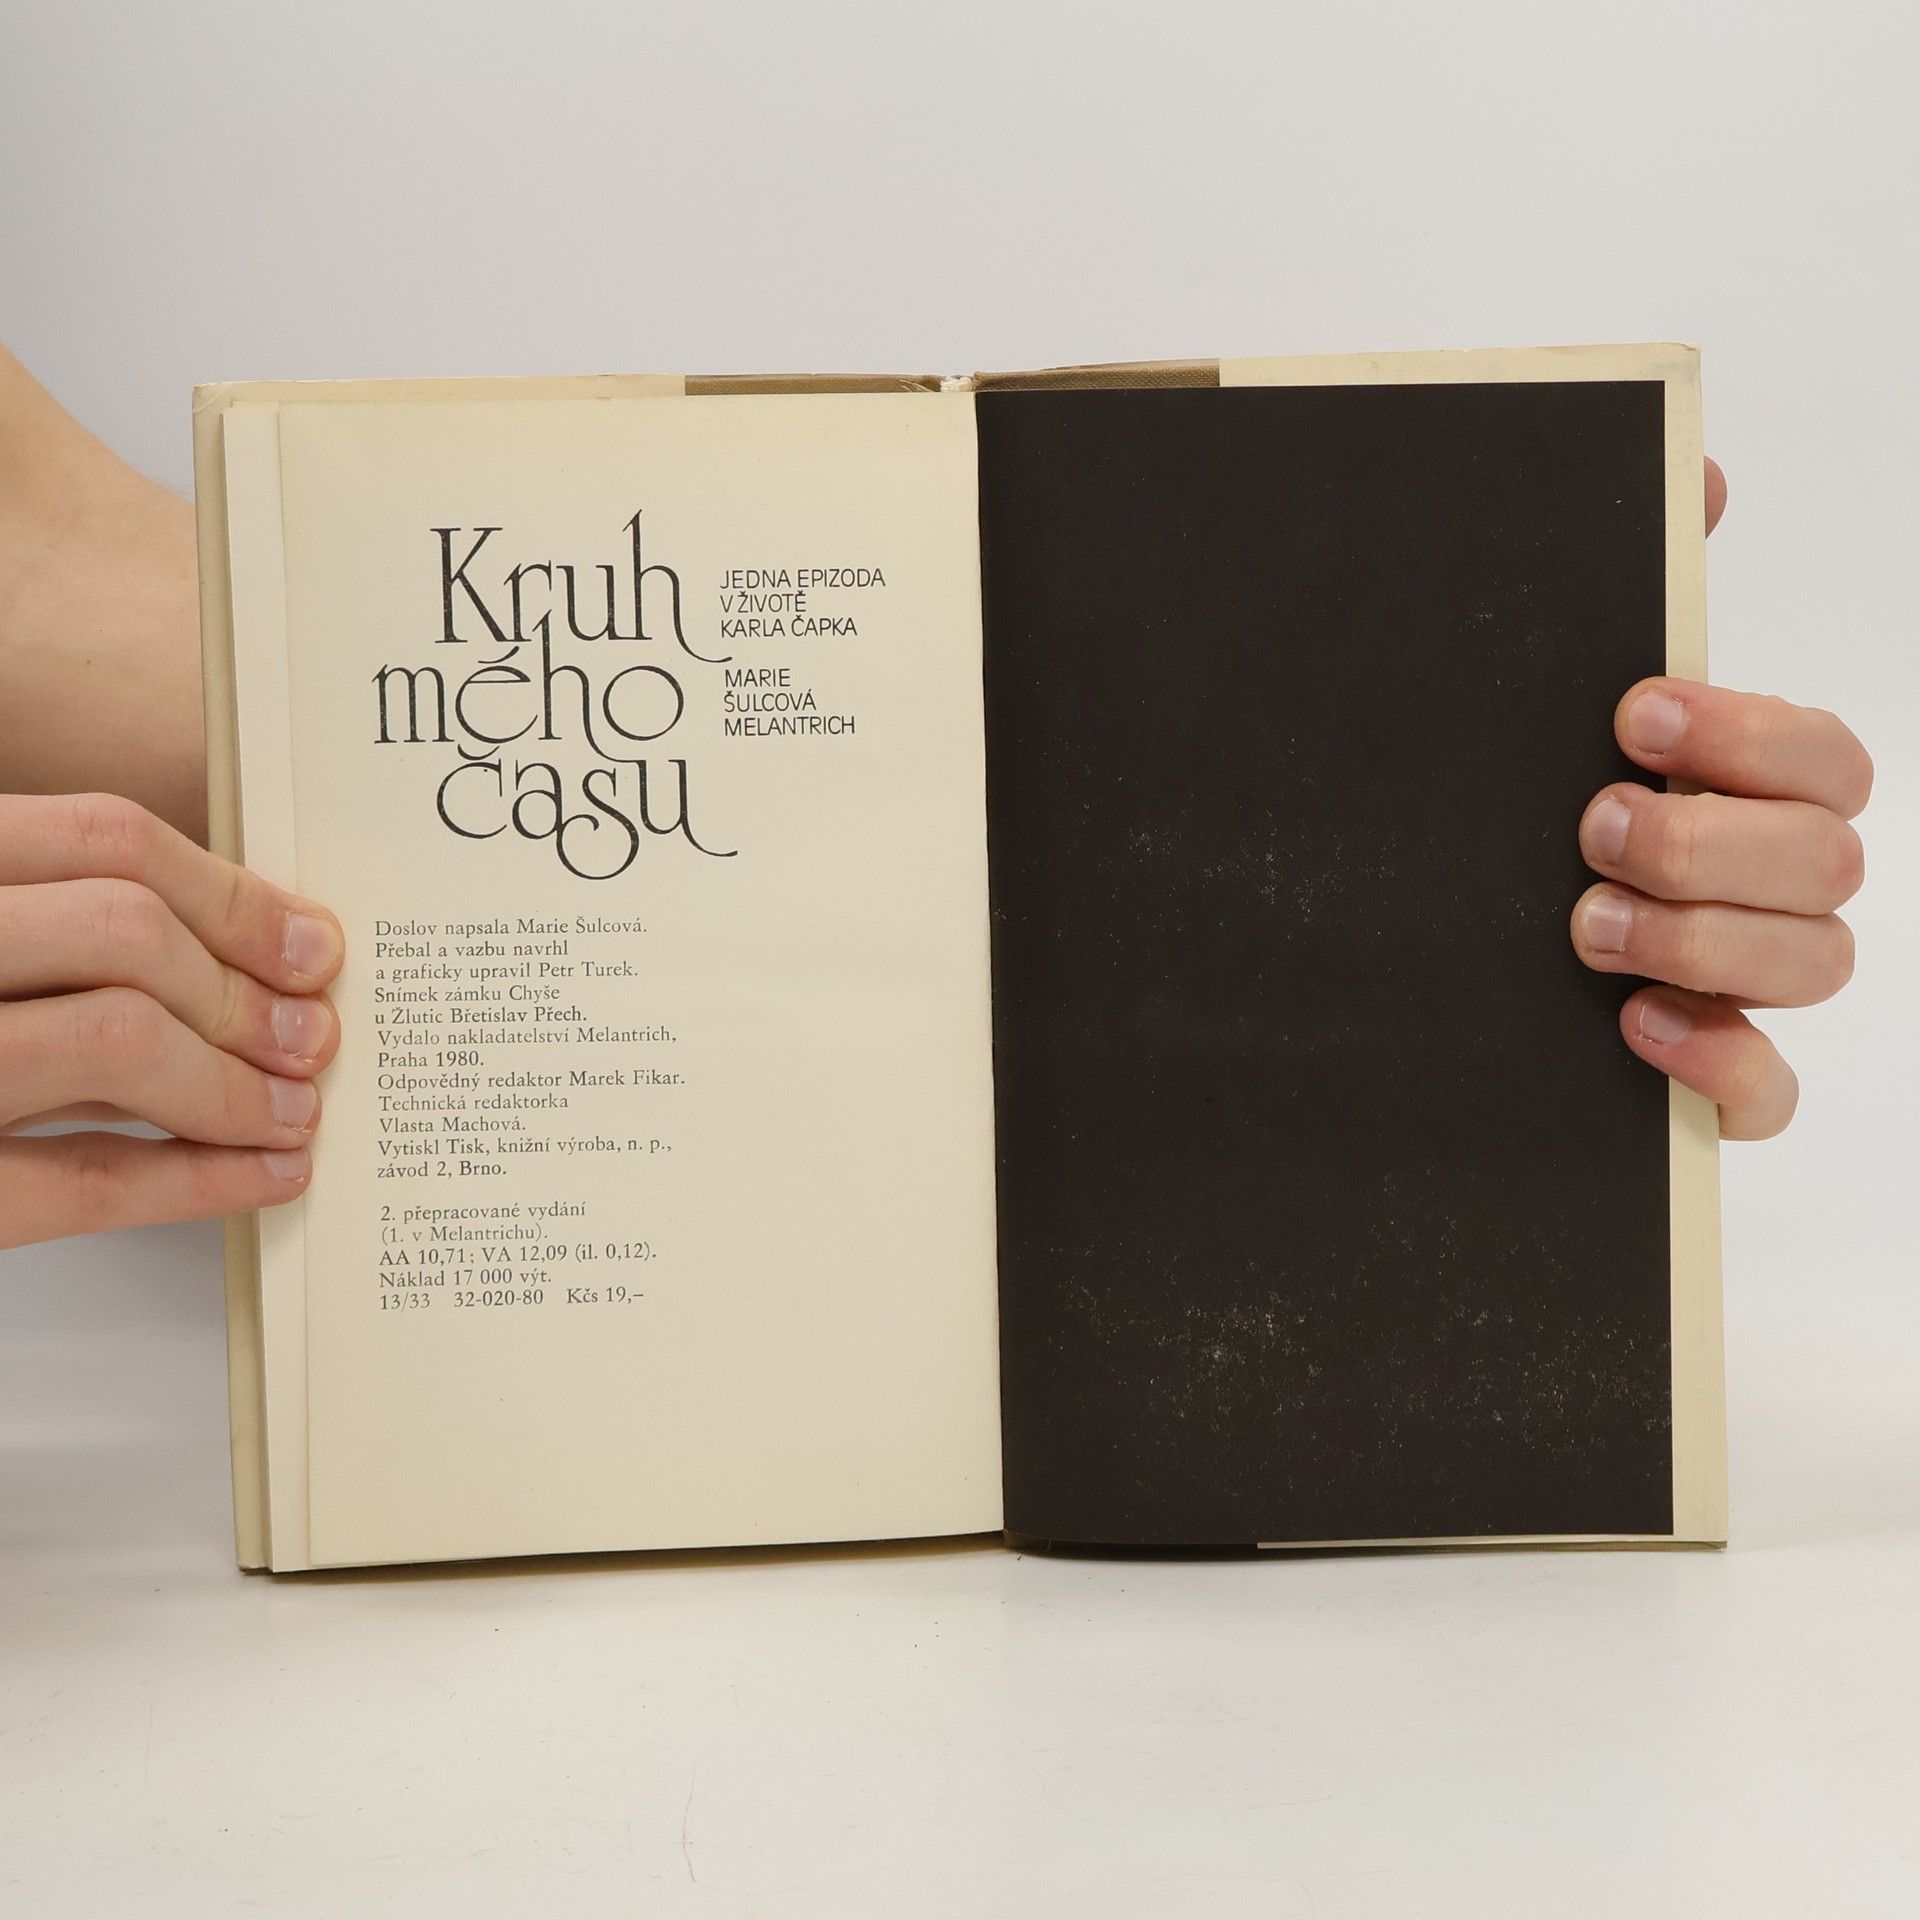 Kruh
mého
času
JEDNA EPIZODA
V ŽIVOTĚ
KARLA ČAPKA
MARIE
ŠULCOVÁ
MELANTRICH
Doslov napsala Marie Šulcová.
Přebal a vazbu navrhl
a graficky upravil Petr Turek.
Snímek zámku Chyše
u Žlutic Břetislav Přech.
Vydalo nakladatelství Melantrich,
Praha 1980.
Odpovědný redaktor Marek Fikar.
Technická redaktorka
Vlasta Machová.
Vytiskl Tisk, knižní výroba, n. p.,
závod 2, Brno.
2. přepracované vydání
(1. v Melantrichu).
AA 10,71; VA 12,09 (il. 0,12).
Náklad 17 000 výt.
13/33 32-020-80 Kčs 19,–